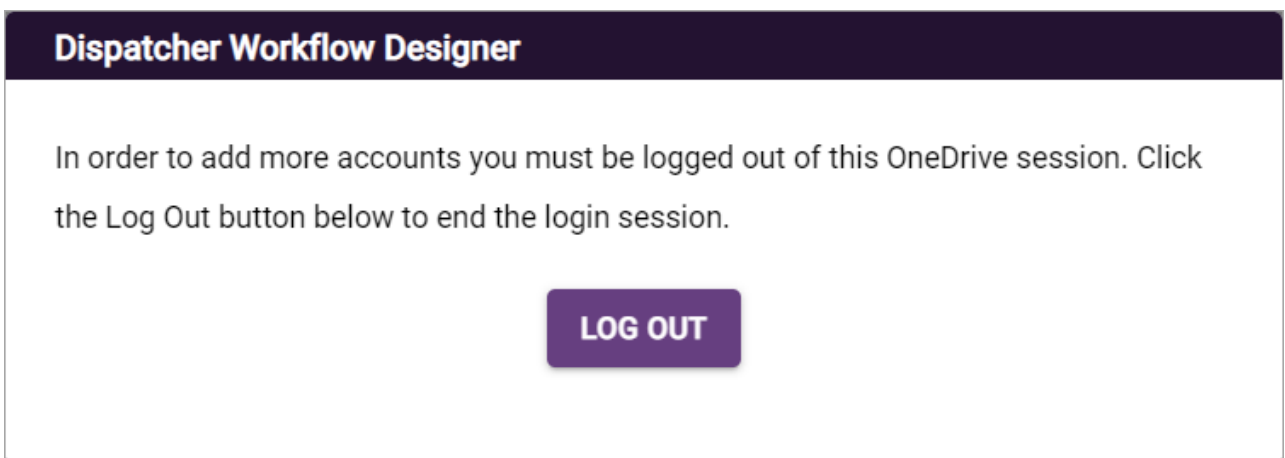 Dispatcher Workflow Designer
In order to add more accounts you must be logged out of this OneDrive session. Click
the Log Out button below to end the login session.
LOG OUT